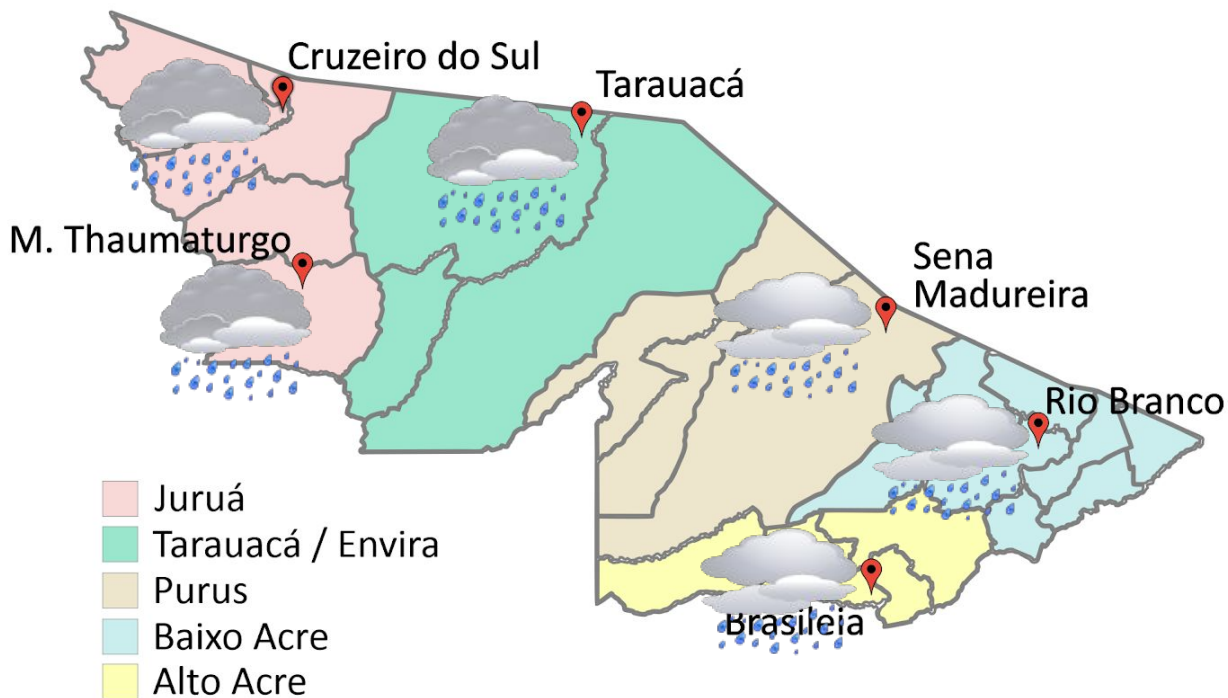 Cruzeiro do Sul
Tarauacá
M. Thaumaturgo
Sena
Madureira
Rio Branco
Brasileia
Juruá
Tarauacá / Envira
Purus
Baixo Acre
Alto Acre